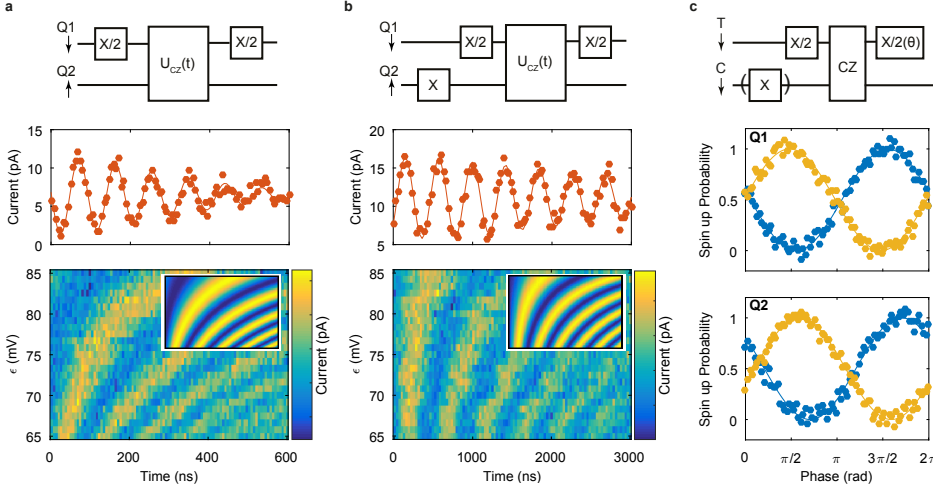 a
Q1
X/2
X/2
U_CZ(t)
Q2
15
10
5
0
Current (pA)
85
80
75
70
65
ϵ (mV)
Current (pA)
0
200
400
600
Time (ns)
b
Q1
X/2
X/2
U_CZ(t)
Q2
X
20
15
10
5
Current (pA)
85
80
75
70
65
ϵ (mV)
Current (pA)
0
1000
2000
3000
Time (ns)
c
T
X/2
X/2(θ)
CZ
C
( X )
Q1
1
0.5
0
Spin up Probability
Q2
1
0.5
0
Spin up Probability
0
π/2
π
3π/2
2π
Phase (rad)